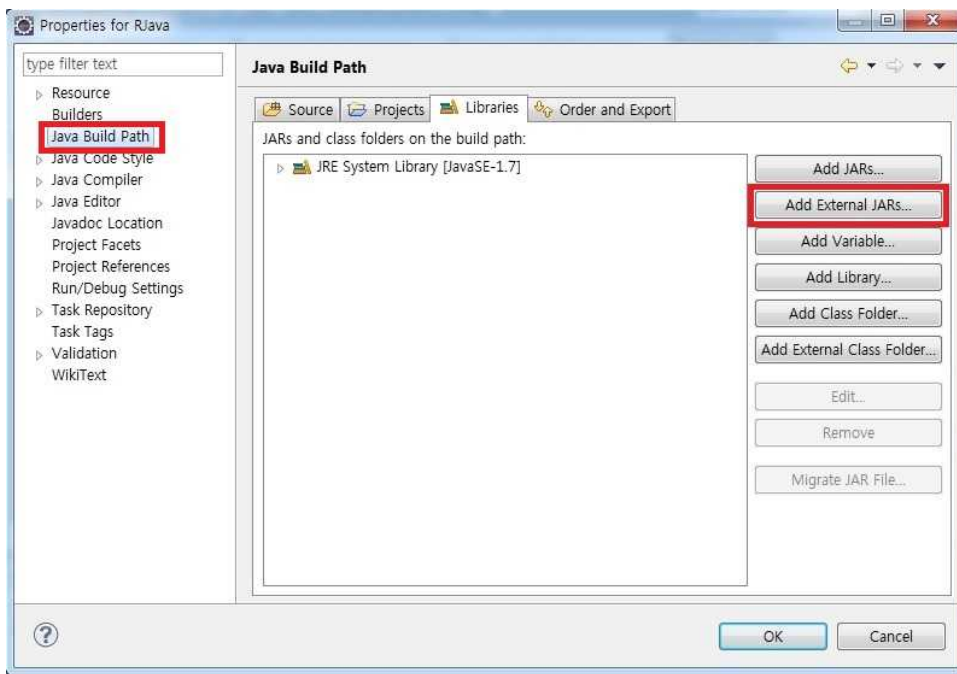 Properties for RJava
type filter text
Resource
Builders
Java Build Path
Java Code Style
Java Compiler
Java Editor
Javadoc Location
Project Facets
Project References
Run/Debug Settings
Task Repository
Task Tags
Validation
WikiText
Java Build Path
Source Projects Libraries Order and Export
JARs and class folders on the build path:
JRE System Library [JavaSE-1.7]
Add JARs...
Add External JARs...
Add Variable...
Add Library...
Add Class Folder...
Add External Class Folder...
Edit...
Remove
Migrate JAR File...
OK Cancel